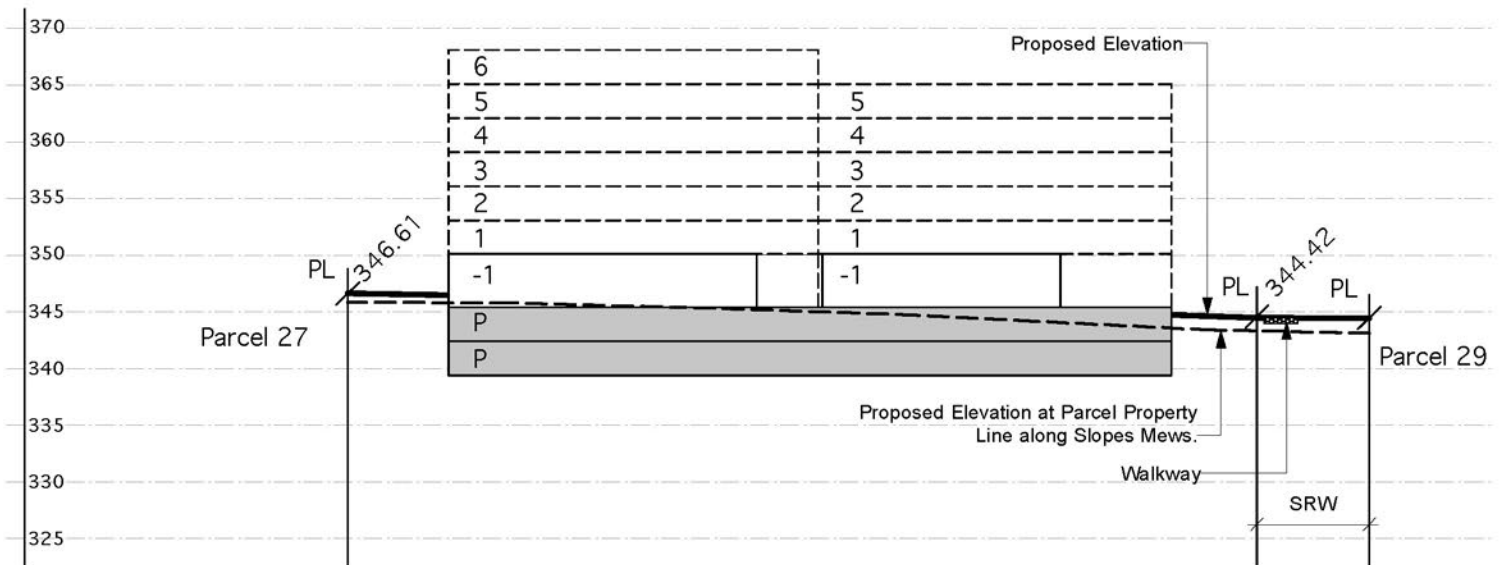 370
Proposed Elevation
6
365
5 5
360
4 4
3 3
355
2 2
350
1 1
PL 346.61
-1 -1
PL 344.42 PL
345
Parcel 27
P
Parcel 29
340
P
335
Proposed Elevation at Parcel Property
Line along Slopes Mews.
330
Walkway
SRW
325